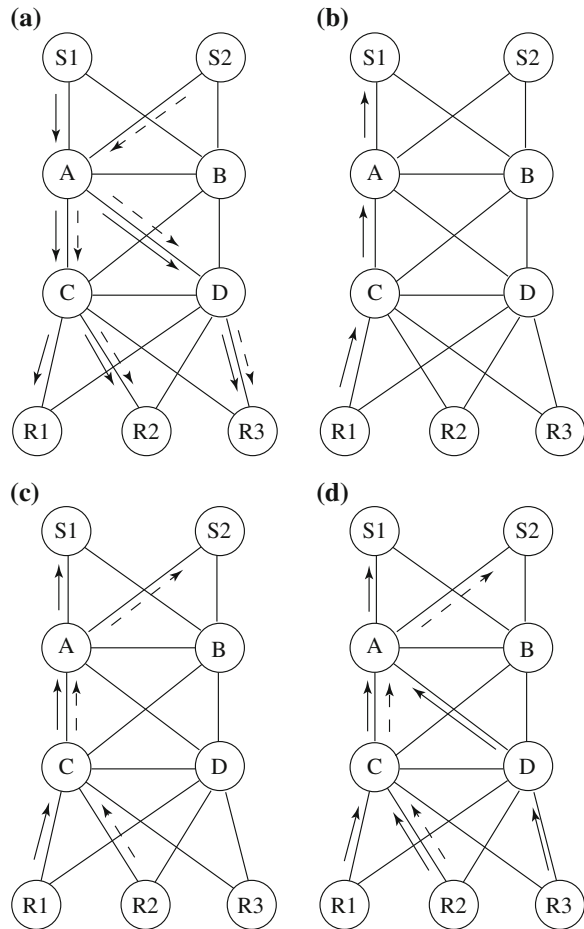 (a)
S1 S2
A B
C D
R1 R2 R3
(b)
S1 S2
A B
C D
R1 R2 R3
(c)
S1 S2
A B
C D
R1 R2 R3
(d)
S1 S2
A B
C D
R1 R2 R3